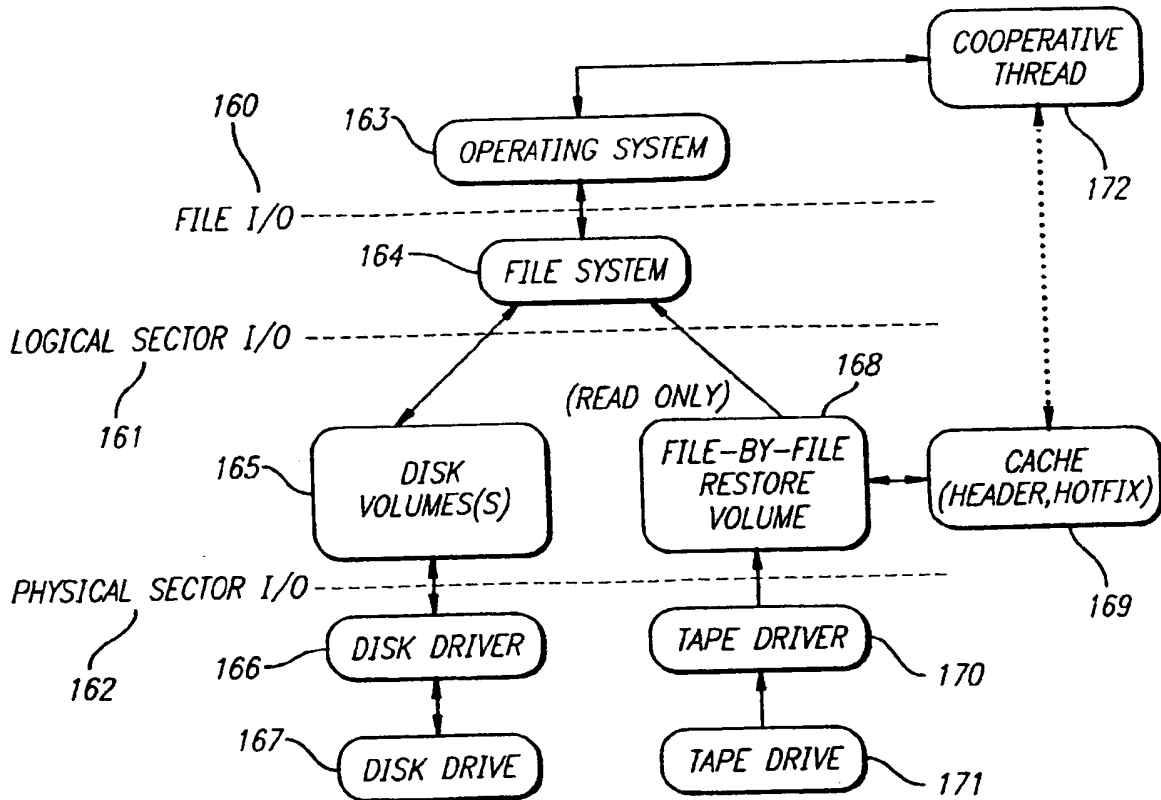 COOPERATIVE
THREAD
172
160
163
OPERATING SYSTEM
FILE I/O
164
FILE SYSTEM
LOGICAL SECTOR I/O
161
(READ ONLY)
168
165
DISK
VOLUMES(S)
FILE-BY-FILE
RESTORE
VOLUME
CACHE
(HEADER,HOTFIX)
169
PHYSICAL SECTOR I/O
162
166
DISK DRIVER
TAPE DRIVER
170
167
DISK DRIVE
TAPE DRIVE
171